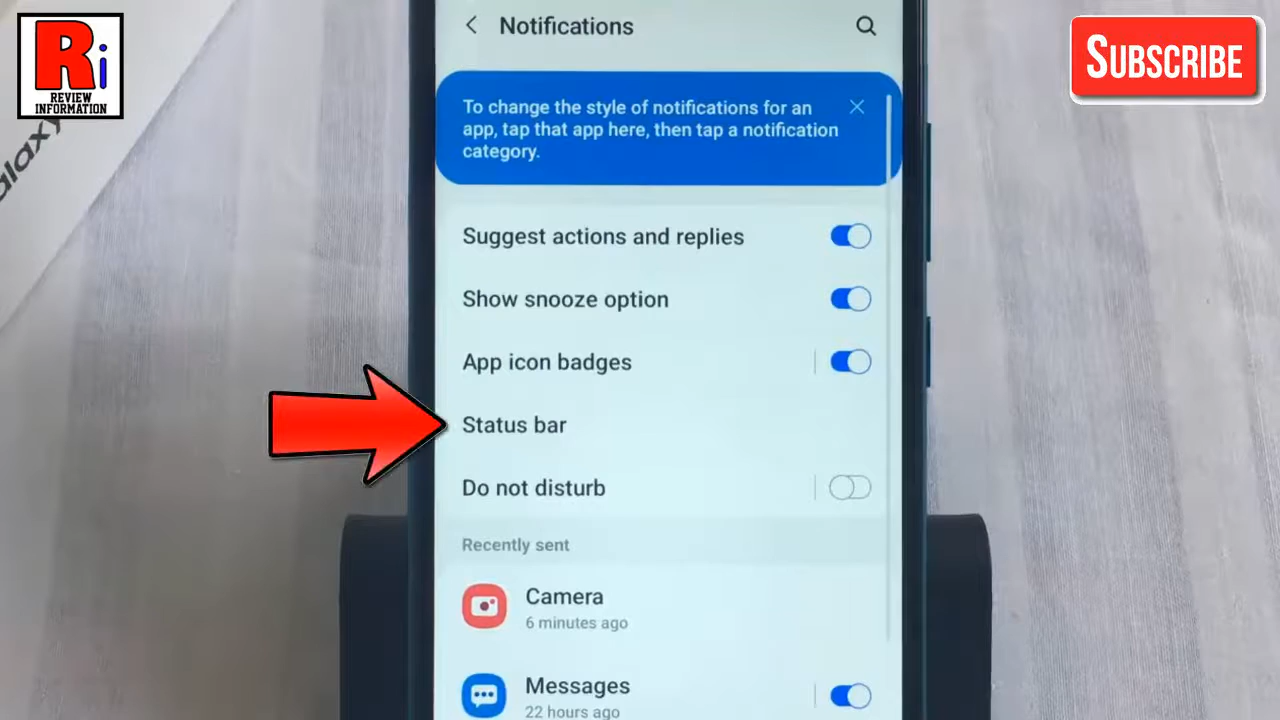 Ri
REVIEW
INFORMATION
SUBSCRIBE
alaxy
Notifications
To change the style of notifications for an
app, tap that app here, then tap a notification
category.
Suggest actions and replies
Show snooze option
App icon badges
Status bar
Do not disturb
Recently sent
Camera
6 minutes ago
Messages
22 hours ago